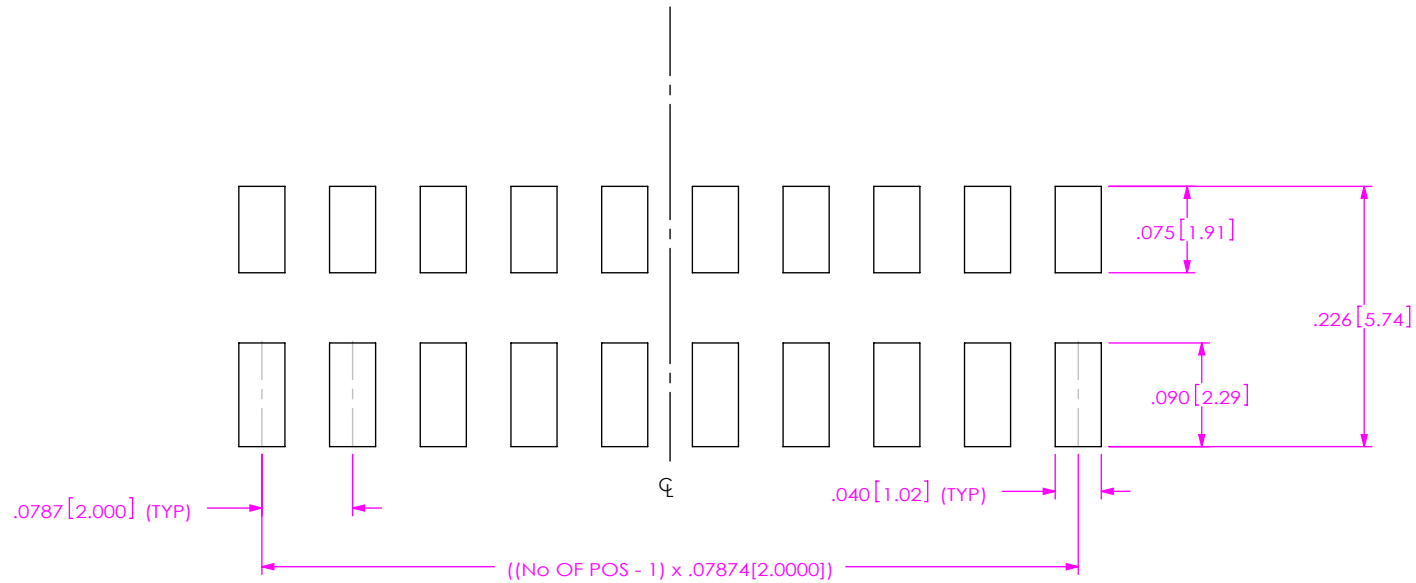 .075[1.91]
.226[5.74]
.090[2.29]
℄
.040[1.02] (TYP)
.0787[2.000] (TYP)
((No OF POS - 1) x .07874[2.0000])